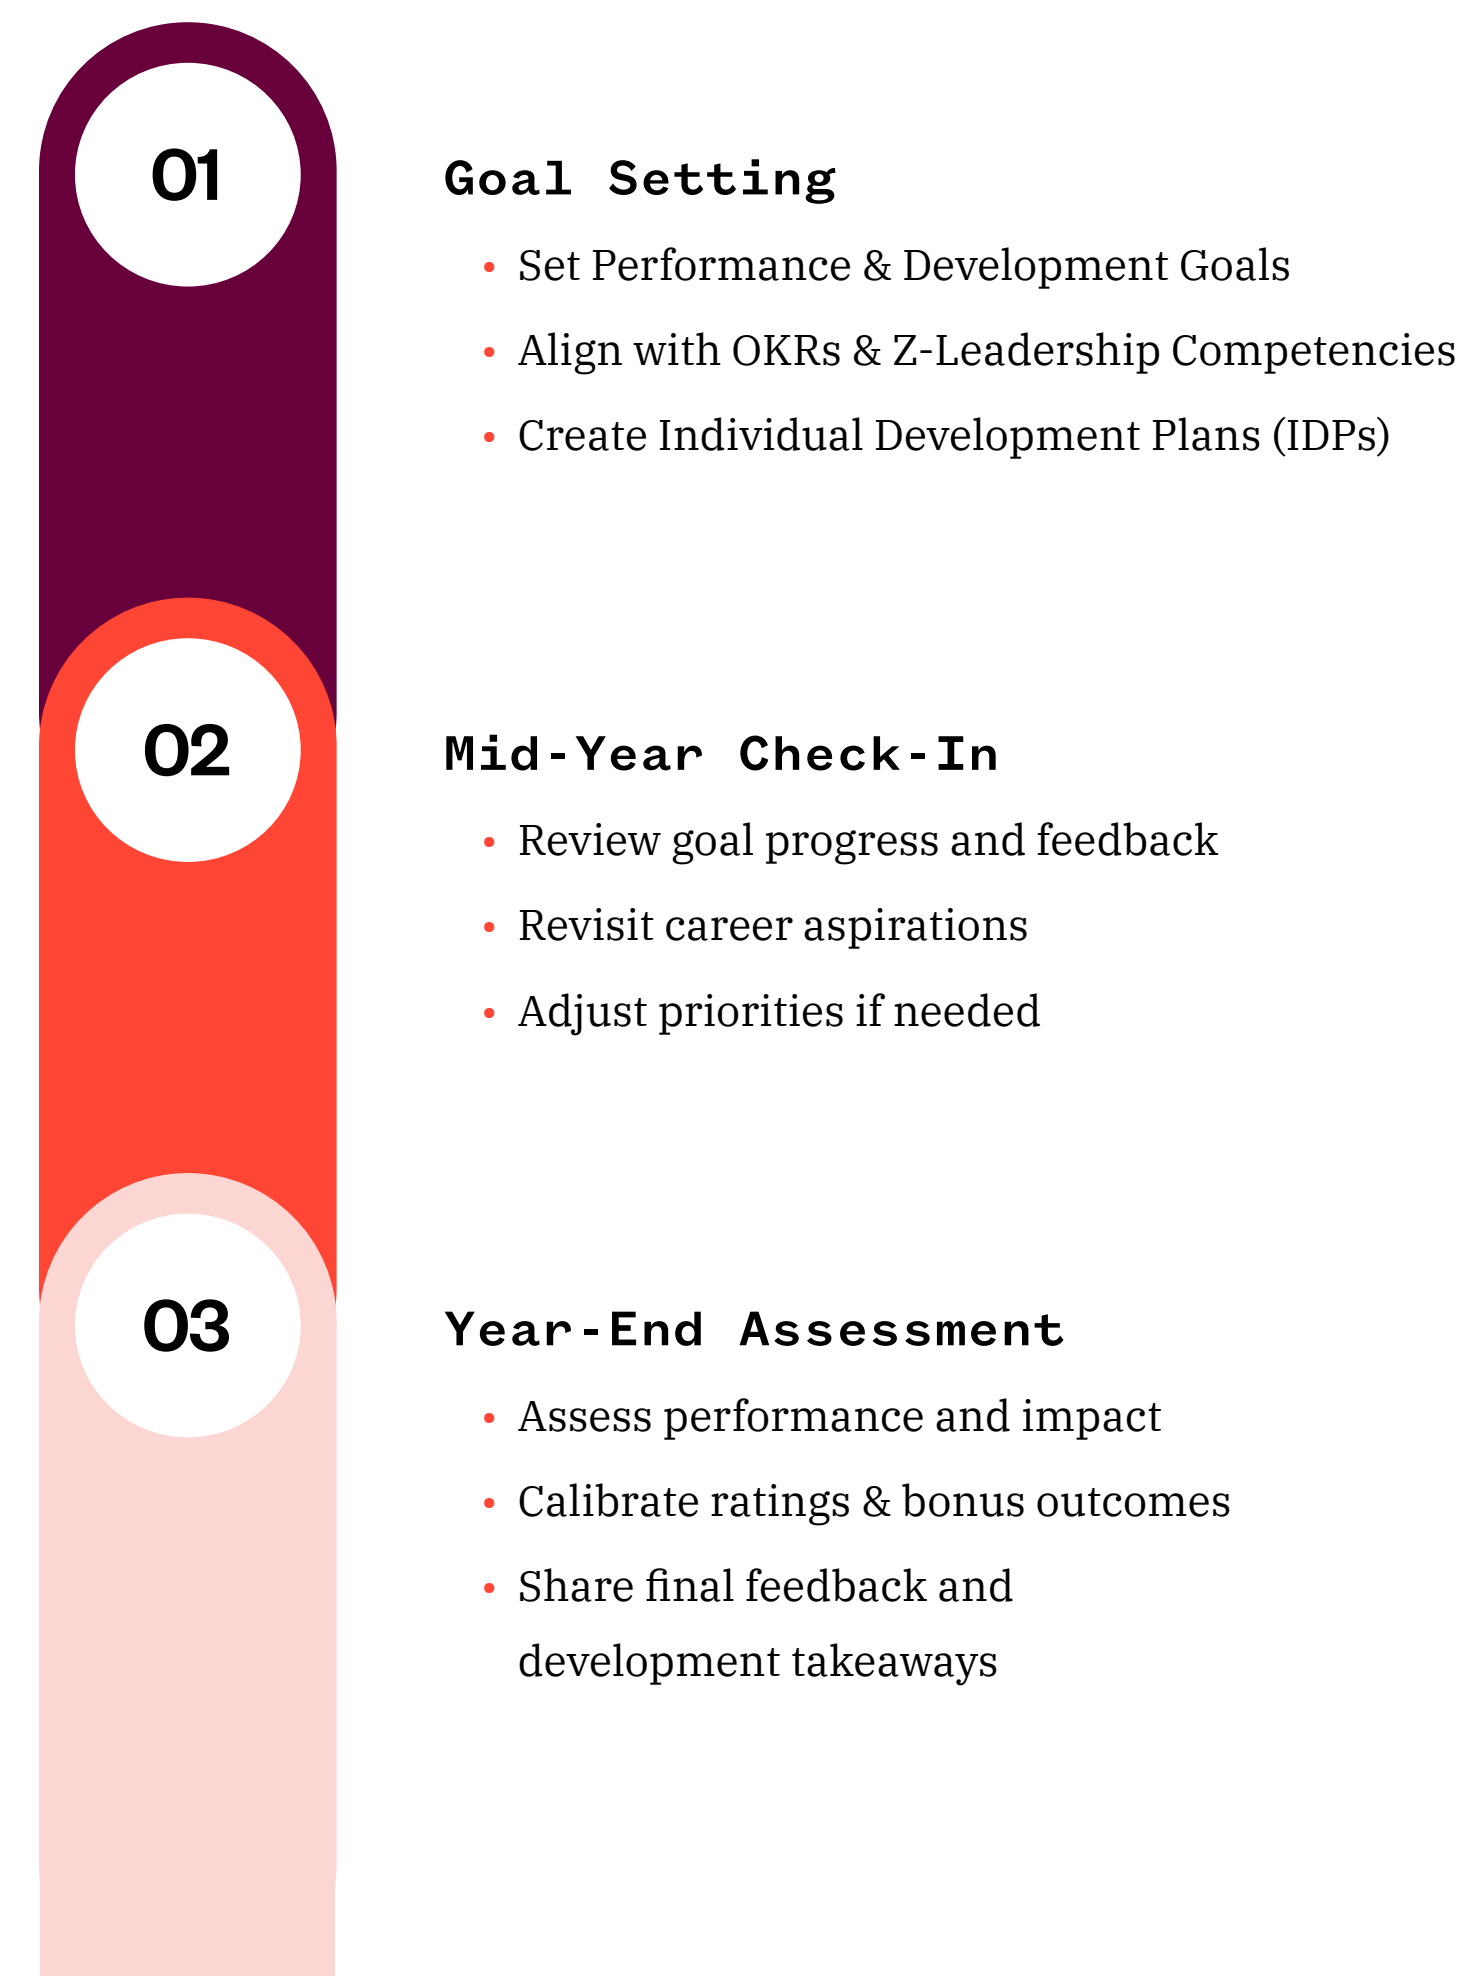 01
Goal Setting
• Set Performance & Development Goals
• Align with OKRs & Z-Leadership Competencies
• Create Individual Development Plans (IDPs)
02
Mid-Year Check-In
• Review goal progress and feedback
• Revisit career aspirations
• Adjust priorities if needed
03
Year-End Assessment
• Assess performance and impact
• Calibrate ratings & bonus outcomes
• Share final feedback and
development takeaways